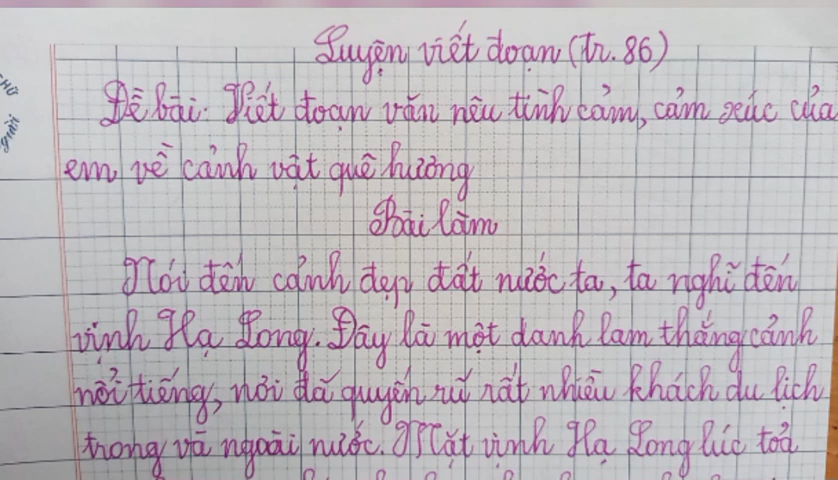 Luyện viết đoạn (tr. 86)
Đề bài: Viết đoạn văn nêu tình cảm, cảm xúc của
em về cảnh vật quê hương
Bài làm
Nói đến cảnh đẹp đất nước ta, ta nghĩ đến
vịnh Hạ Long. Đây là một danh lam thắng cảnh
nổi tiếng, nơi đã quyến rũ rất nhiều khách du lịch
trong và ngoài nước. Mặt vịnh Hạ Long lúc toả